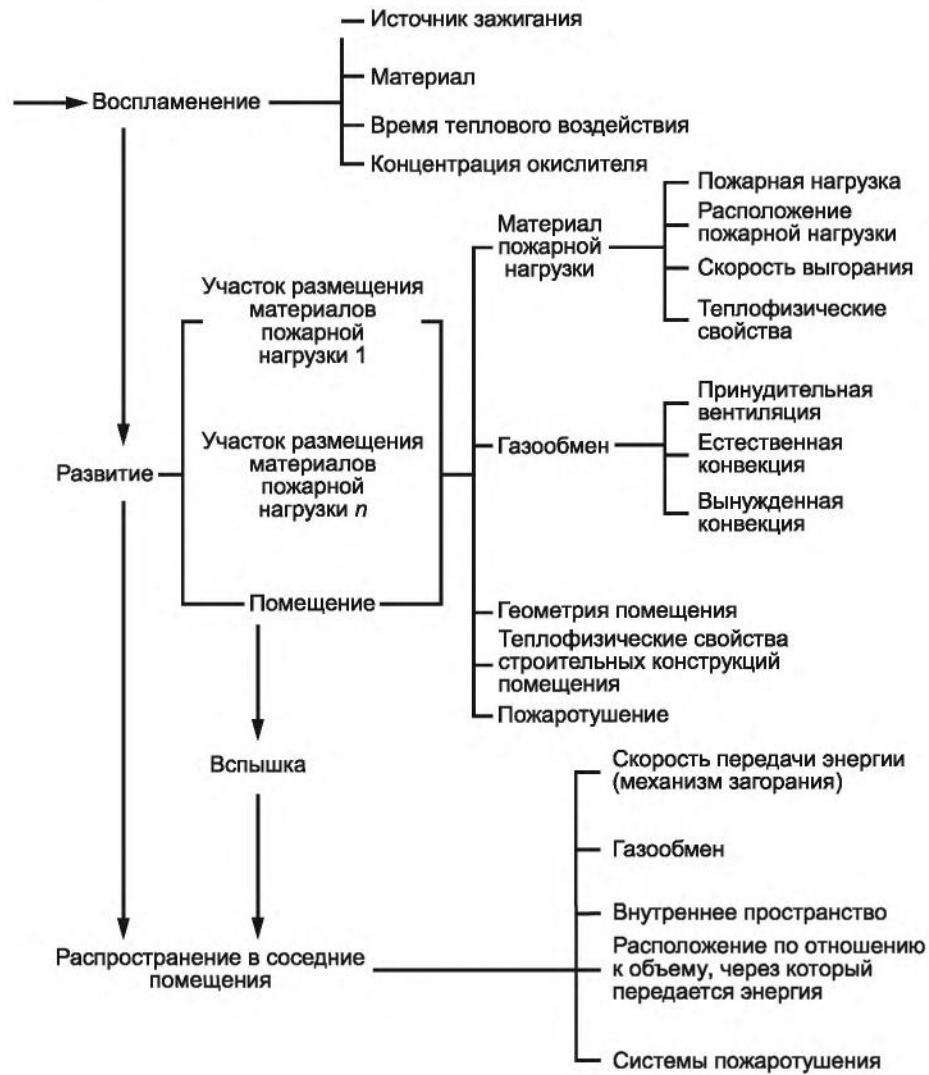 Источник зажигания
Материал
Воспламенение
Время теплового воздействия
Концентрация окислителя
Материал
пожарной
нагрузки
Пожарная нагрузка
Расположение
пожарной нагрузки
Скорость выгорания
Теплофизические
свойства
Участок размещения
материалов
пожарной
нагрузки 1
Развитие
Участок размещения
материалов
пожарной
нагрузки n
Помещение
Газообмен
Принудительная
вентиляция
Естественная
конвекция
Вынужденная
конвекция
Геометрия помещения
Теплофизические свойства
строительных конструкций
помещения
Пожаротушение
Вспышка
Распространение в соседние
помещения
Скорость передачи энергии
(механизм загорания)
Газообмен
Внутреннее пространство
Расположение по отношению
к объему, через который
передается энергия
Системы пожаротушения